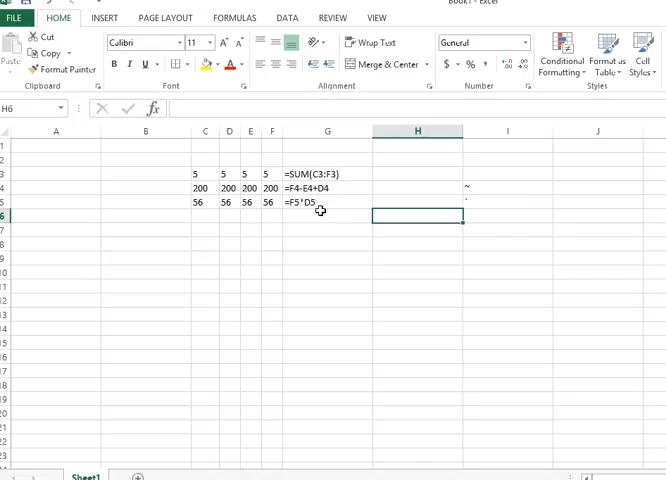 Book1 - Excel
FILE HOME INSERT PAGE LAYOUT FORMULAS DATA REVIEW VIEW
Paste
Cut
Copy
Format Painter
Clipboard
Calibri 11
B I U
Font
Wrap Text
Merge & Center
Alignment
General
$ % ,
Number
Conditional Formatting
Format as Table
Cell Styles
Styles
H6
fx
A B C D E F G H I J
1
2
3 5 5 5 5 =SUM(C3:F3)
4 200 200 200 200 =F4-E4+D4 ~
5 56 56 56 56 =F5*D5 `
6
7
8
9
10
11
12
13
14
15
16
17
18
19
20
21
22
23
Sheet1